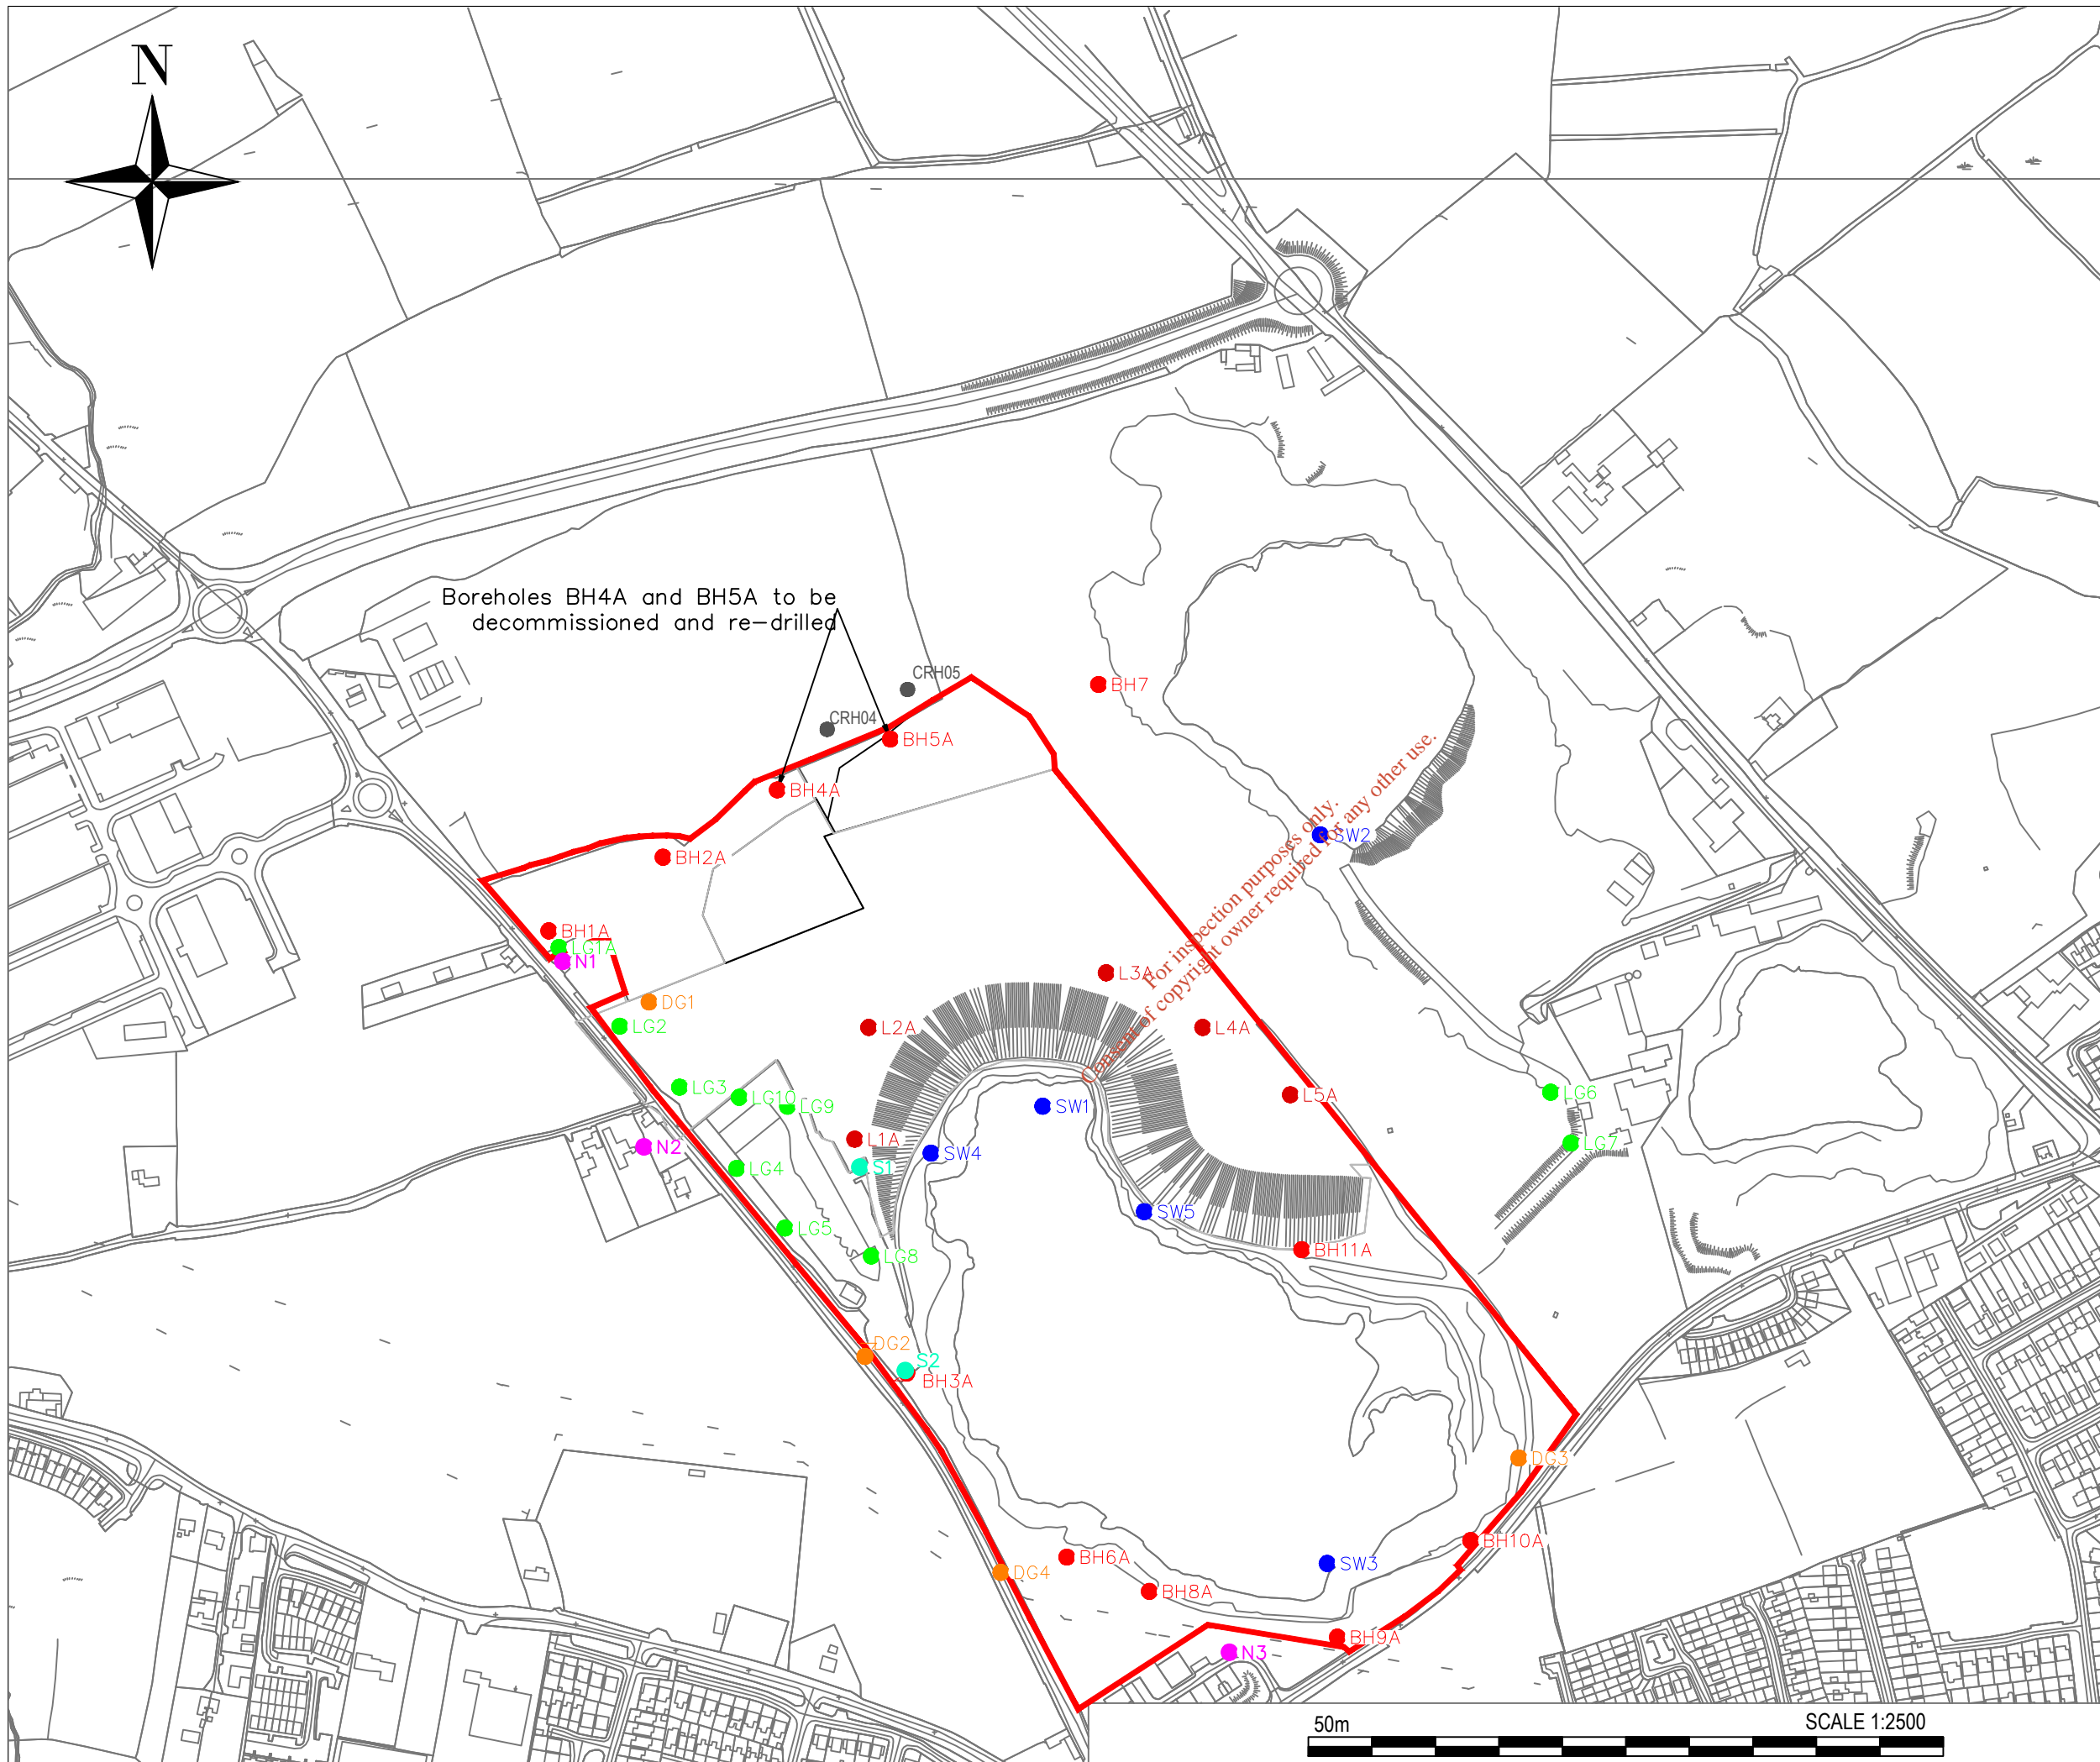 N
Boreholes BH4A and BH5A to be
decommissioned and re-drilled
CRH05
BH7
CRH04
BH5A
BH4A
SW2
BH2A
BH1A
LG1A
N1
L3A
For inspection purposes only.
Consent of copyright owner required for any other use.
DG1
LG2
L2A
L4A
LG3
LG10
LG9
SW1
L5A
LG6
L1A
N2
SW4
LG7
LG4
S1
SW5
LG5
LG8
BH11A
DG2
S2
BH3A
DG3
BH10A
BH6A
SW3
DG4
BH8A
BH9A
N3
50m
SCALE 1:2500